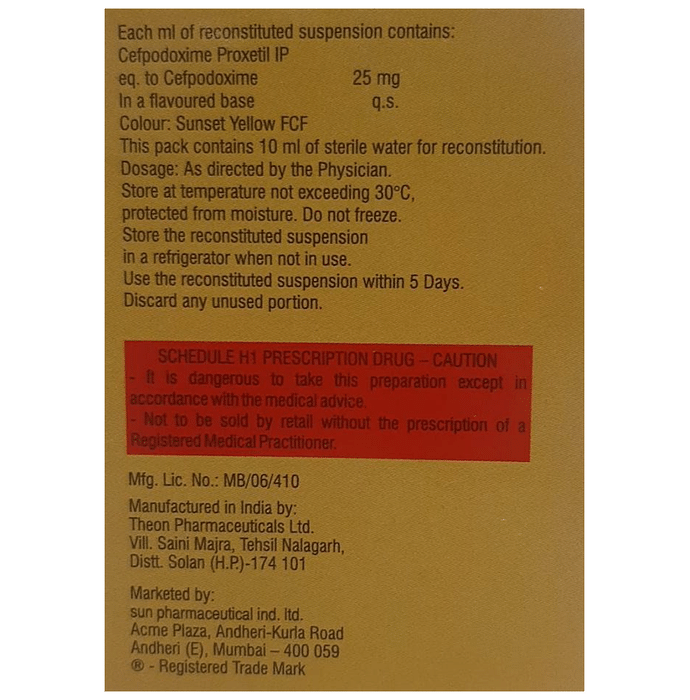 Each ml of reconstituted suspension contains:
Cefpodoxime Proxetil IP
eq. to Cefpodoxime 25 mg
In a flavoured base q.s.
Colour: Sunset Yellow FCF
This pack contains 10 ml of sterile water for reconstitution.
Dosage: As directed by the Physician.
Store at temperature not exceeding 30°C,
protected from moisture. Do not freeze.
Store the reconstituted suspension
in a refrigerator when not in use.
Use the reconstituted suspension within 5 Days.
Discard any unused portion.
SCHEDULE H1 PRESCRIPTION DRUG – CAUTION
- It is dangerous to take this preparation except in
accordance with the medical advice.
- Not to be sold by retail without the prescription of a
Registered Medical Practitioner.
Mfg. Lic. No.: MB/06/410
Manufactured in India by:
Theon Pharmaceuticals Ltd.
Vill. Saini Majra, Tehsil Nalagarh,
Distt. Solan (H.P.)-174 101
Marketed by:
sun pharmaceutical ind. ltd.
Acme Plaza, Andheri-Kurla Road
Andheri (E), Mumbai – 400 059
® - Registered Trade Mark